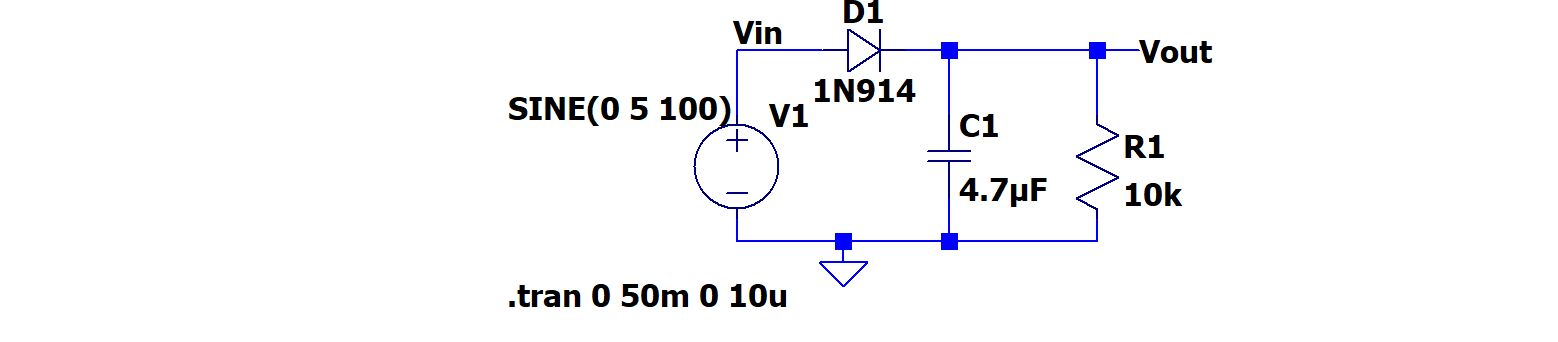 D1
Vin
Vout
1N914
SINE(0 5 100)
V1
C1
R1
4.7µF
10k
.tran 0 50m 0 10u